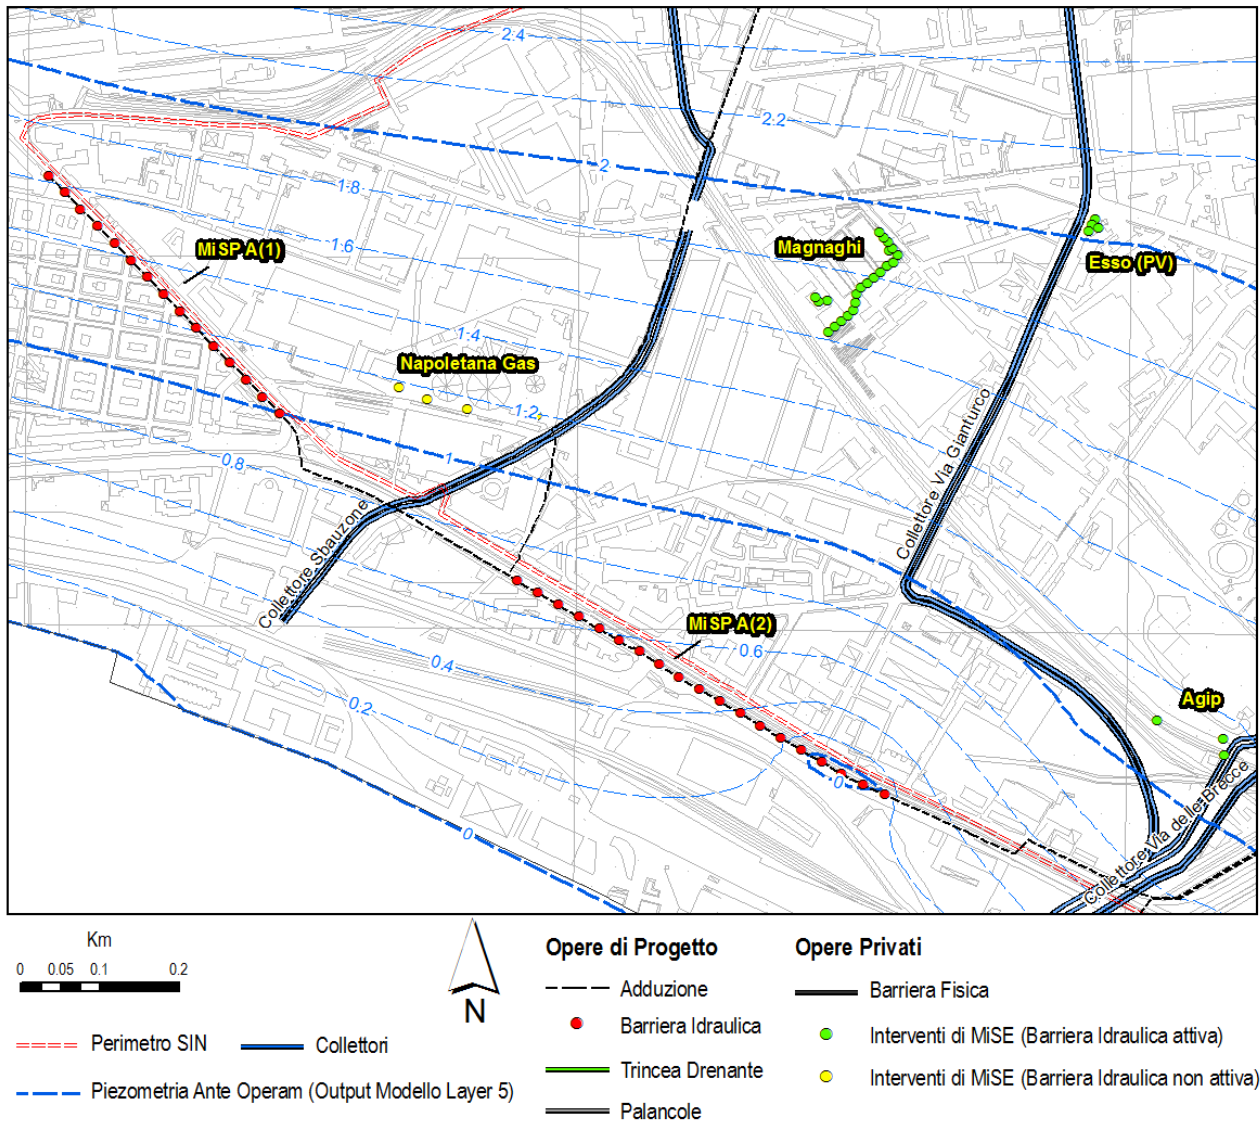 2.4
2.2
2
1.8
1.6
MiSP A(1)
Magnaghi
Esso (PV)
1.4
Napoletana Gas
1.2
1
0.8
Collettore Via Gianturco
Collettore Sbauzone
MiSP A(2)
0.6
0.4
0.2
Agip
0
0
Collettore Via delle Brecce
Km
0 0.05 0.1 0.2
N
Opere di Progetto
Adduzione
Barriera Idraulica
Trincea Drenante
Palancole
Opere Privati
Barriera Fisica
Interventi di MiSE (Barriera Idraulica attiva)
Interventi di MiSE (Barriera Idraulica non attiva)
Perimetro SIN
Collettori
Piezometria Ante Operam (Output Modello Layer 5)